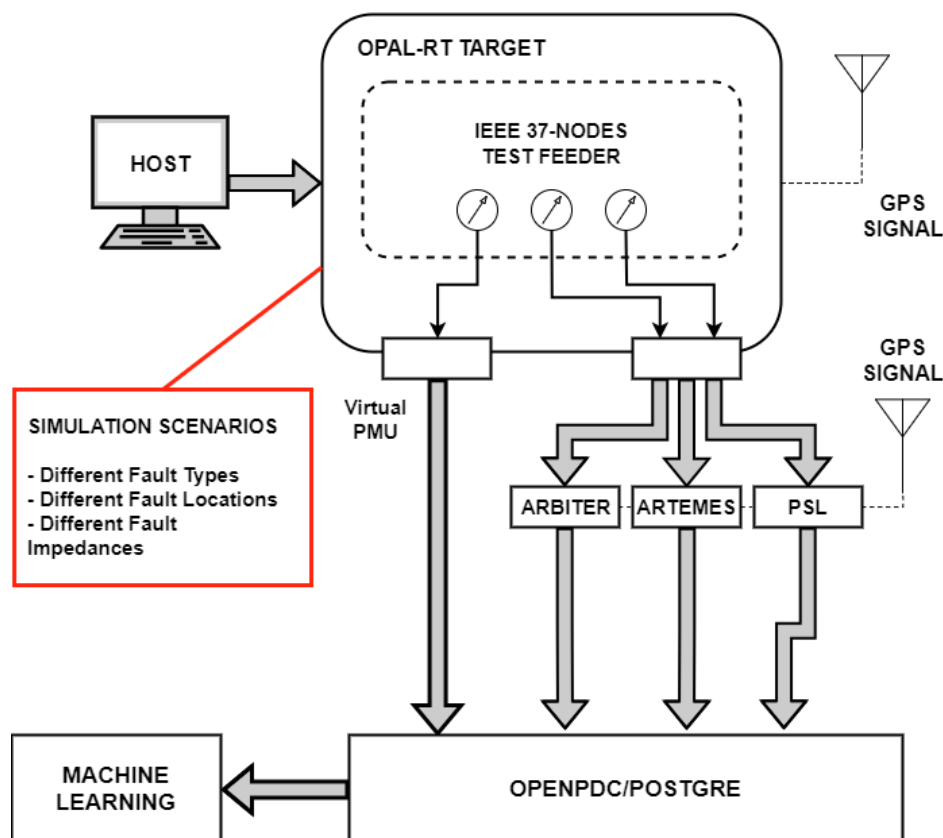 OPAL-RT TARGET
HOST
IEEE 37-NODES
TEST FEEDER
GPS
SIGNAL
SIMULATION SCENARIOS
- Different Fault Types
- Different Fault Locations
- Different Fault
Impedances
Virtual
PMU
GPS
SIGNAL
ARBITER
ARTEMES
PSL
MACHINE
LEARNING
OPENPDC/POSTGRE